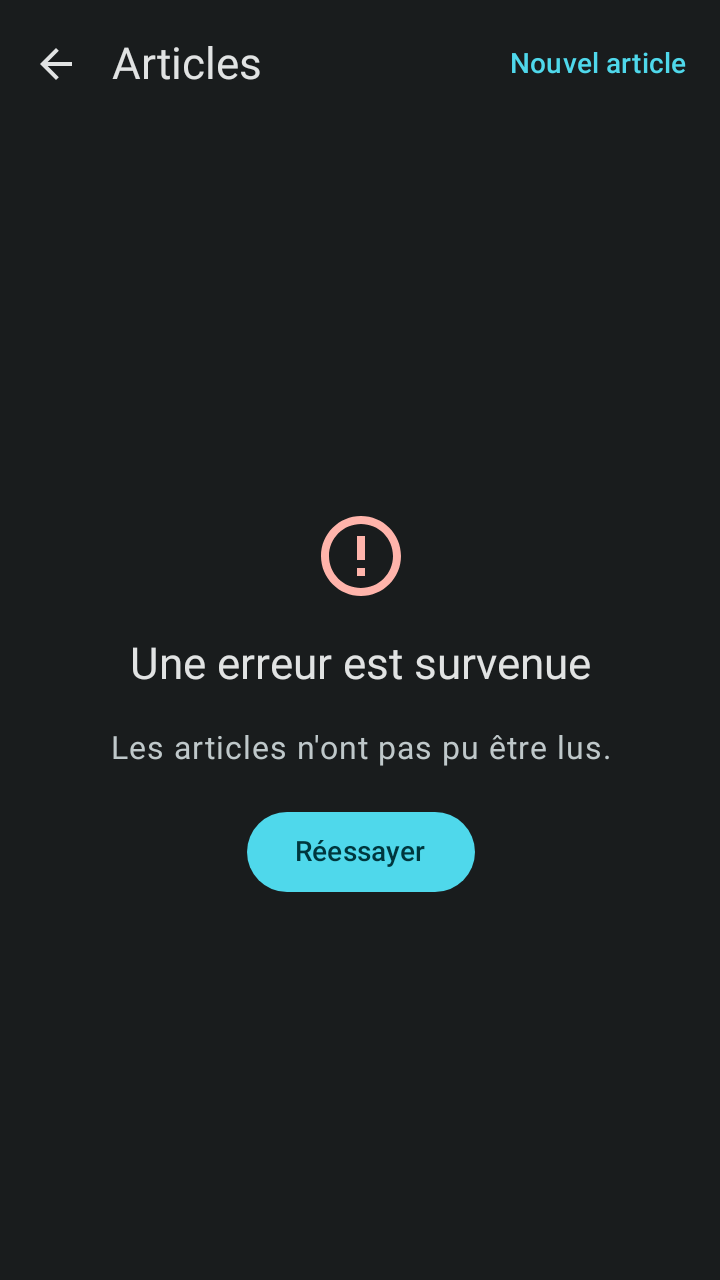 Articles
Nouvel article
Une erreur est survenue
Les articles n'ont pas pu être lus.
Réessayer